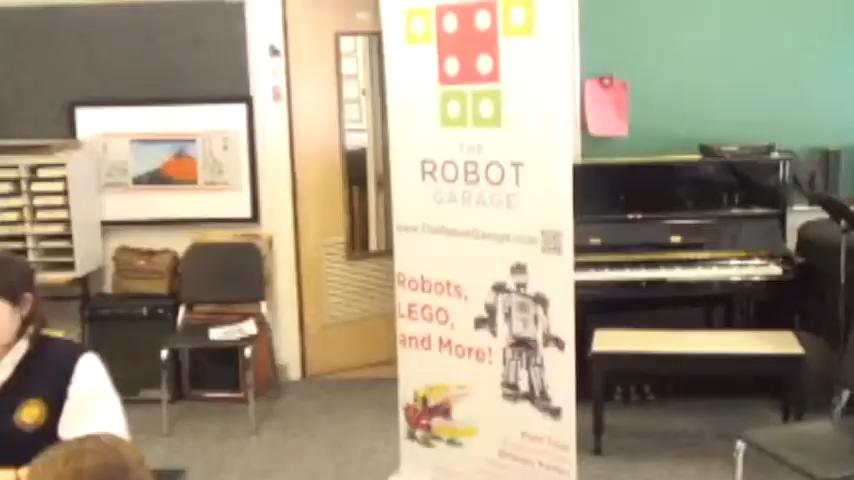 THE
ROBOT
GARAGE
www.TheRobotGarage.com
Robots,
LEGO,
and More!